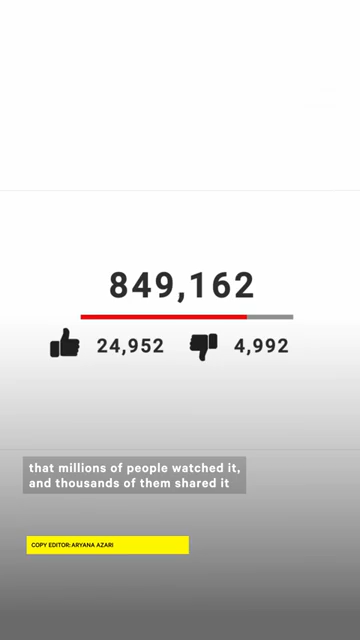 849,162
24,952 4,992
that millions of people watched it,
and thousands of them shared it
COPY EDITOR: ARYANA AZARI